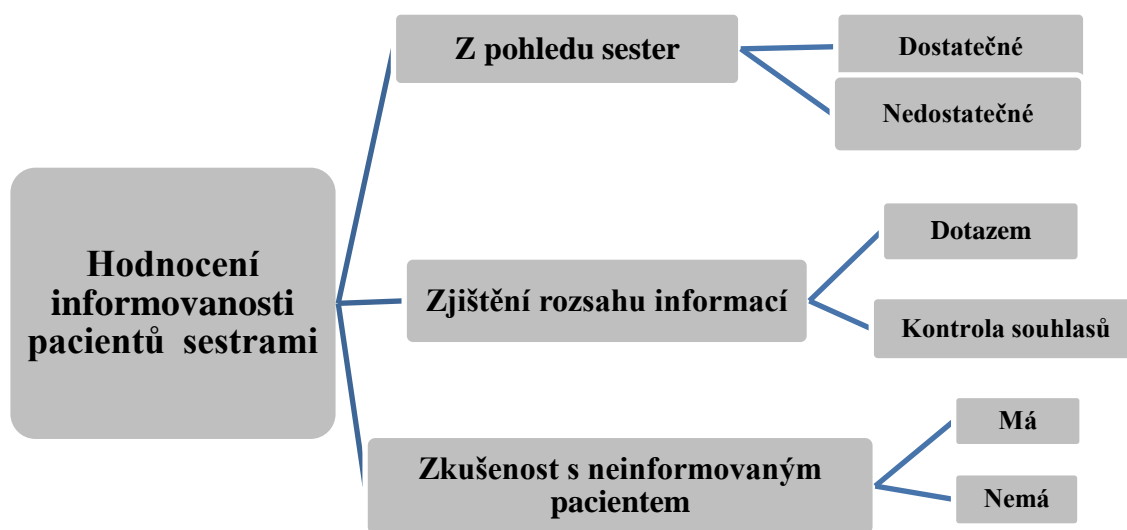 Hodnocení
informovanosti
pacientů sestrami
Z pohledu sester
Dostatečné
Nedostatečné
Zjištění rozsahu informací
Dotazem
Kontrola souhlasů
Zkušenost s neinformovaným
pacientem
Má
Nemá